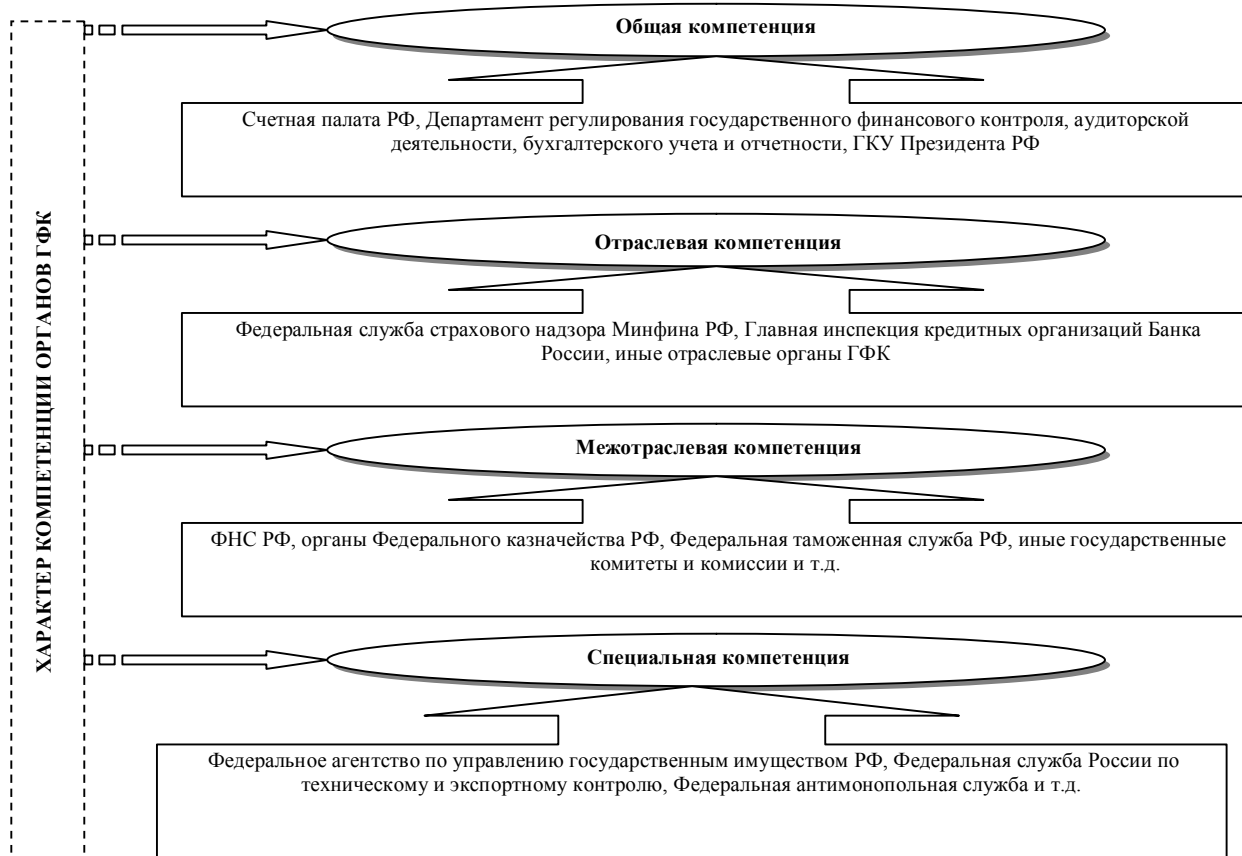 ХАРАКТЕР КОМПЕТЕНЦИИ ОРГАНОВ ГФК
Общая компетенция
Счетная палата РФ, Департамент регулирования государственного финансового контроля, аудиторской
деятельности, бухгалтерского учета и отчетности, ГКУ Президента РФ
Отраслевая компетенция
Федеральная служба страхового надзора Минфина РФ, Главная инспекция кредитных организаций Банка
России, иные отраслевые органы ГФК
Межотраслевая компетенция
ФНС РФ, органы Федерального казначейства РФ, Федеральная таможенная служба РФ, иные государственные
комитеты и комиссии и т.д.
Специальная компетенция
Федеральное агентство по управлению государственным имуществом РФ, Федеральная служба России по
техническому и экспортному контролю, Федеральная антимонопольная служба и т.д.